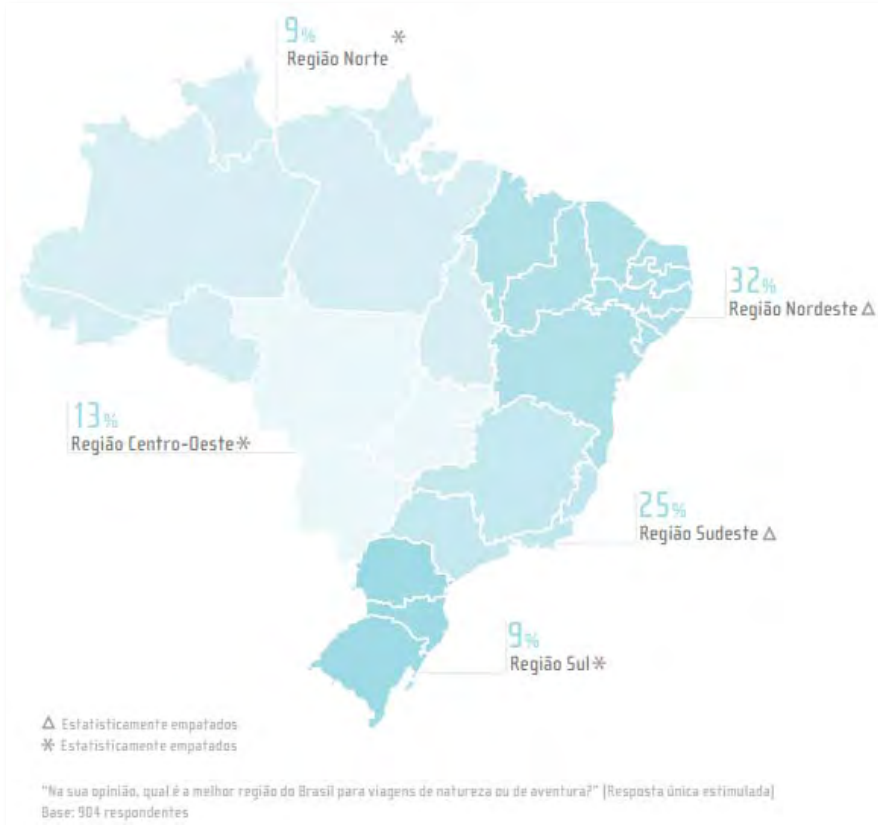 9%
Região Norte *
32%
Região Nordeste △
13%
Região Centro-Oeste *
25%
Região Sudeste △
9%
Região Sul *
△ Estatisticamente empatados
* Estatisticamente empatados
"Na sua opinião, qual é a melhor região do Brasil para viagens de natureza ou de aventura?" (Resposta única estimulada)
Base: 904 respondentes